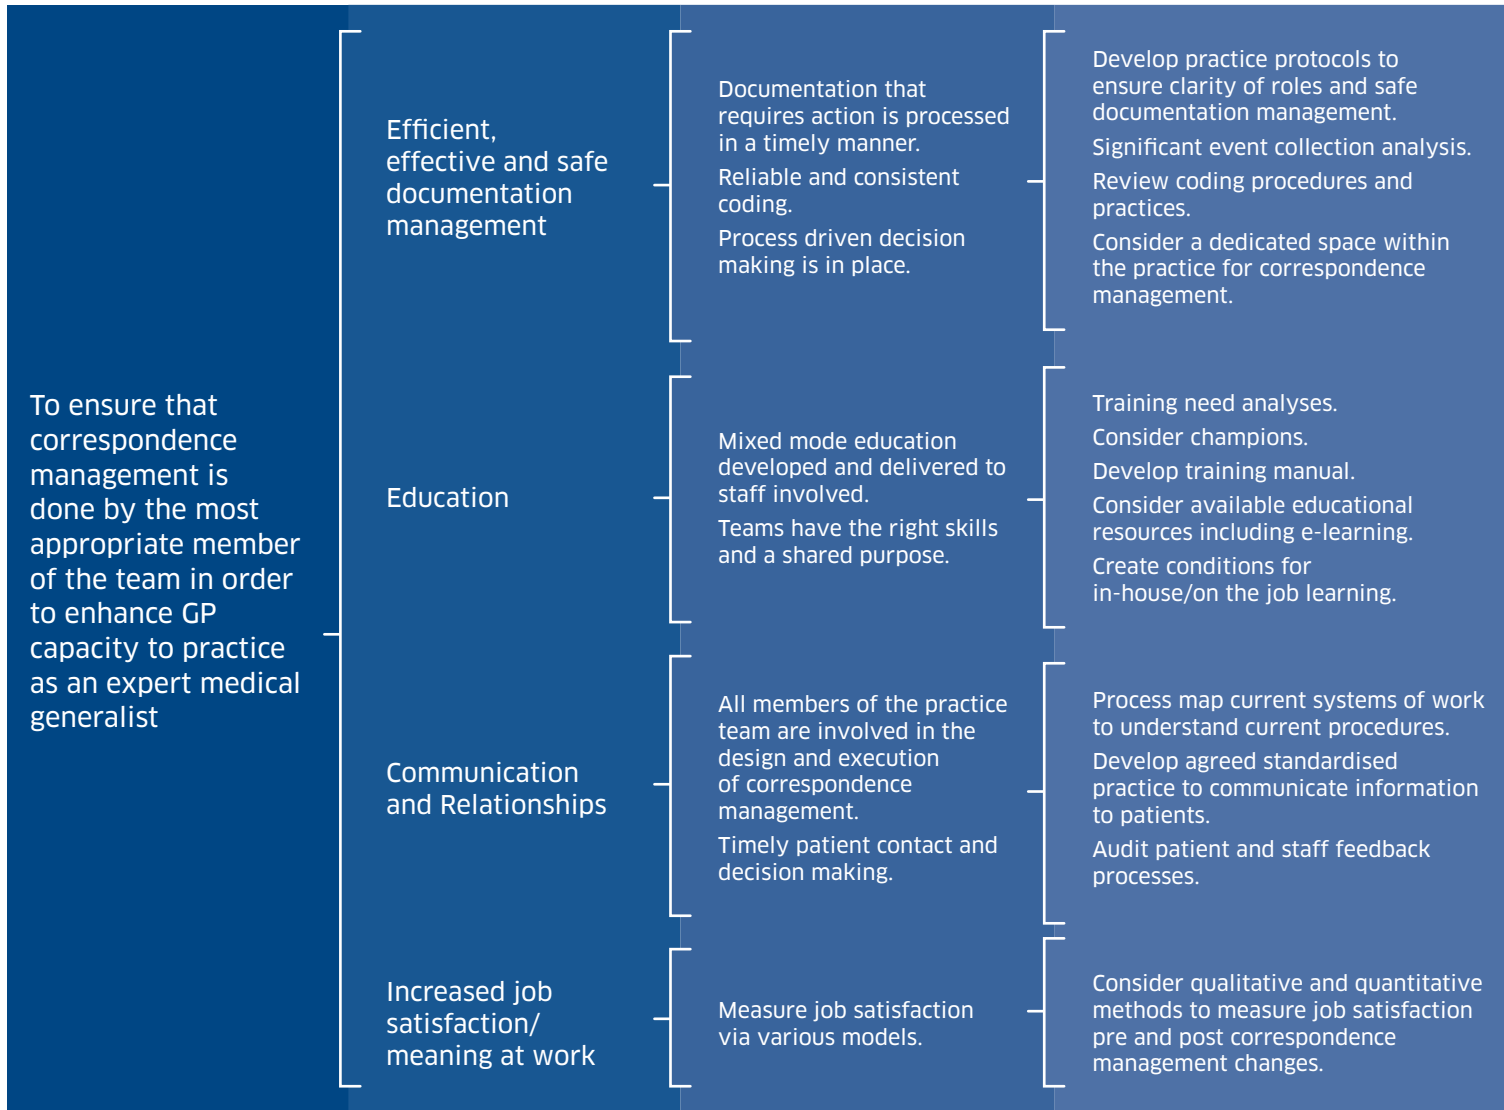 To ensure that
correspondence
management is
done by the most
appropriate member
of the team in order
to enhance GP
capacity to practice
as an expert medical
generalist
Efficient,
effective and safe
documentation
management
Documentation that
requires action is processed
in a timely manner.
Reliable and consistent
coding.
Process driven decision
making is in place.
Develop practice protocols to
ensure clarity of roles and safe
documentation management.
Significant event collection analysis.
Review coding procedures and
practices.
Consider a dedicated space within
the practice for correspondence
management.
Education
Mixed mode education
developed and delivered to
staff involved.
Teams have the right skills
and a shared purpose.
Training need analyses.
Consider champions.
Develop training manual.
Consider available educational
resources including e-learning.
Create conditions for
in-house/on the job learning.
Communication
and Relationships
All members of the practice
team are involved in the
design and execution
of correspondence
management.
Timely patient contact and
decision making.
Process map current systems of work
to understand current procedures.
Develop agreed standardised
practice to communicate information
to patients.
Audit patient and staff feedback
processes.
Increased job
satisfaction/
meaning at work
Measure job satisfaction
via various models.
Consider qualitative and quantitative
methods to measure job satisfaction
pre and post correspondence
management changes.